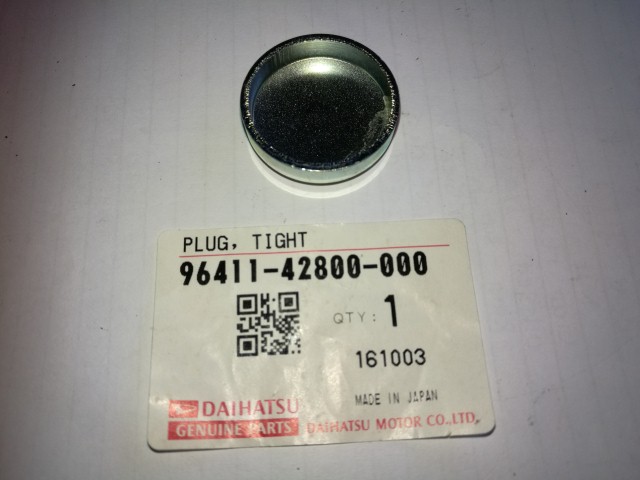 PLUG, TIGHT
96411-42800-000
QTY: 1
161003
MADE IN JAPAN
DAIHATSU
GENUINE PARTS
DAIHATSU MOTOR CO.,LTD.